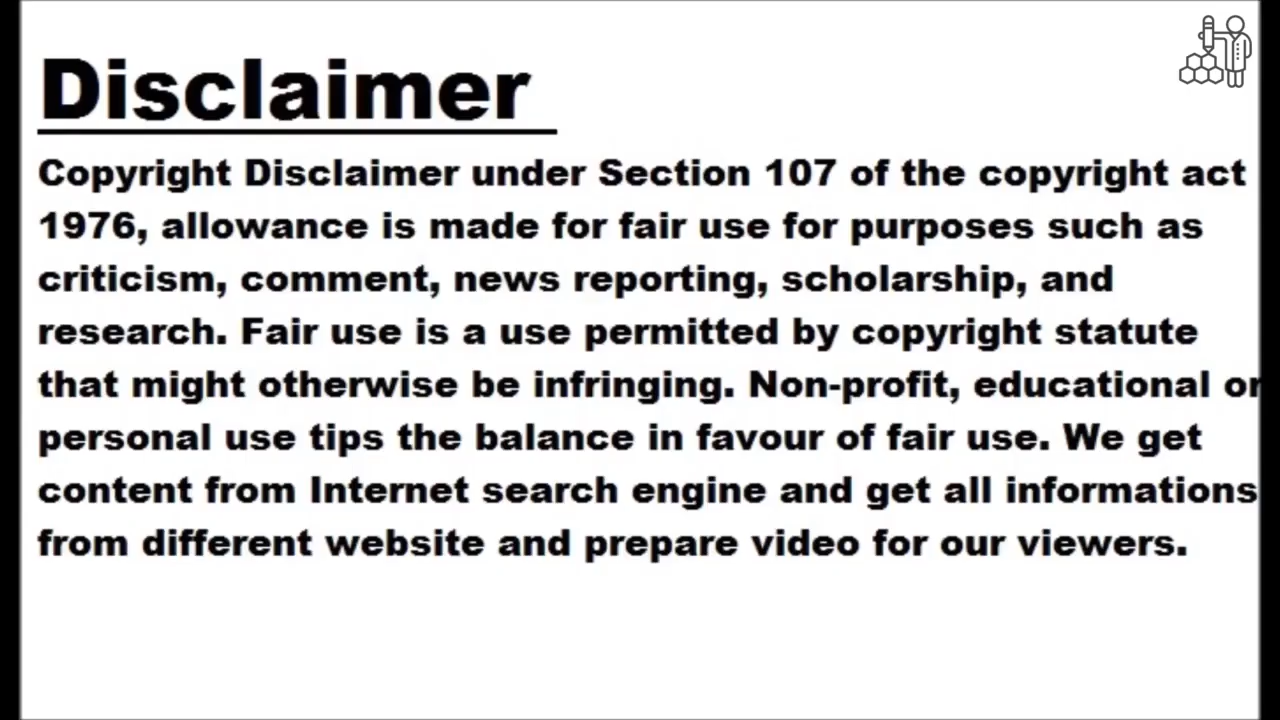 Disclaimer
Copyright Disclaimer under Section 107 of the copyright act
1976, allowance is made for fair use for purposes such as
criticism, comment, news reporting, scholarship, and
research. Fair use is a use permitted by copyright statute
that might otherwise be infringing. Non-profit, educational or
personal use tips the balance in favour of fair use. We get
content from Internet search engine and get all informations
from different website and prepare video for our viewers.